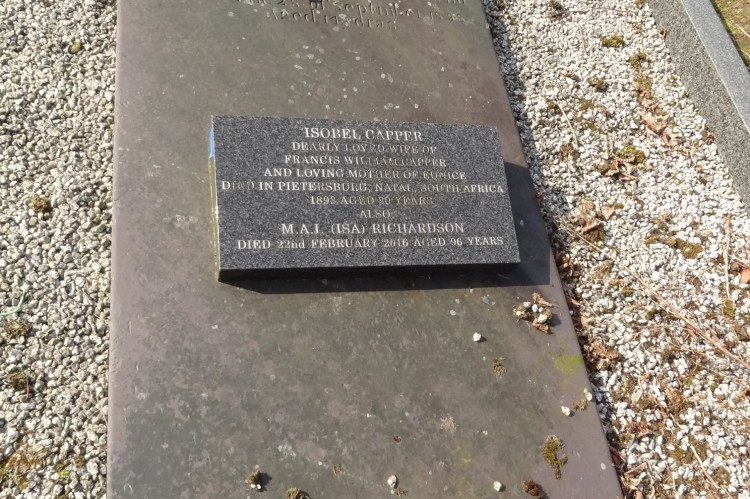 ISOBEL CAPPER
DEARLY LOVED WIFE OF
FRANCIS WILLIAM CAPPER
AND LOVING MOTHER OF EUNICE
DIED IN PIETERSBURG, NATAL, SOUTH AFRICA
AGED YEARS
ALSO
M.A.I. (ISA) RICHARDSON
DIED 22nd FEBRUARY 2016 AGED 96 YEARS